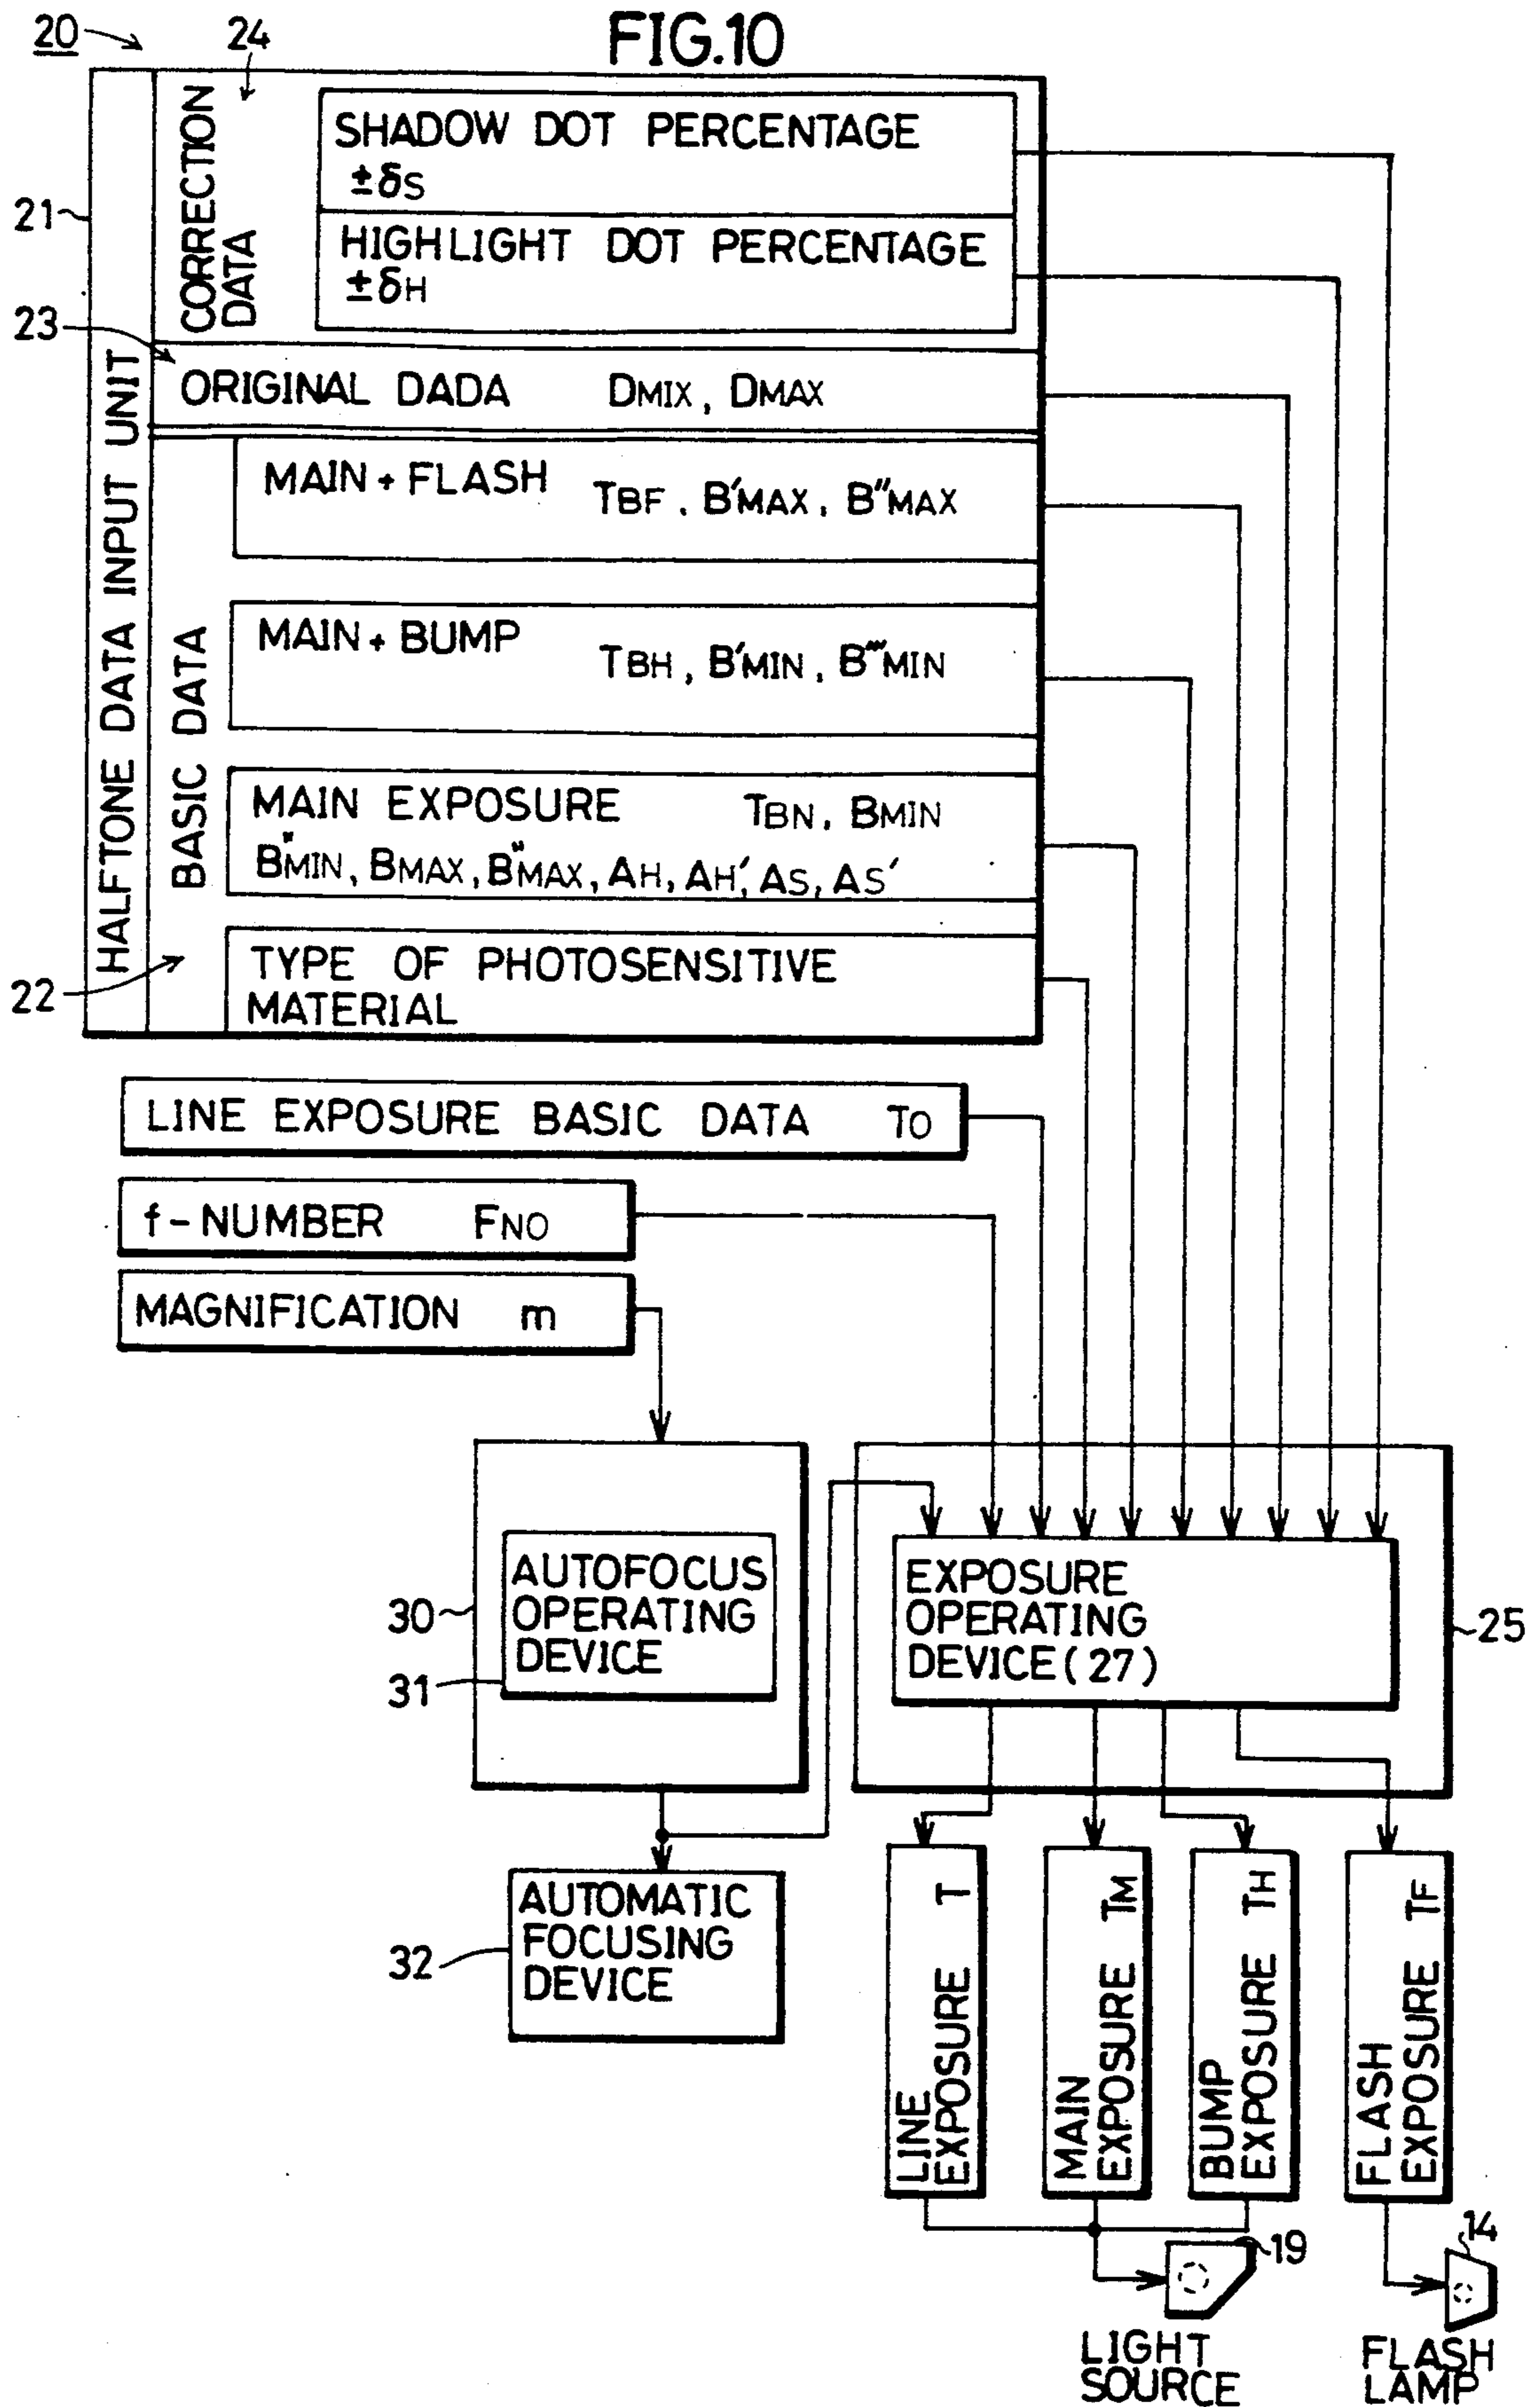 FIG.10
20
24
21
23
22
HALFTONE DATA INPUT UNIT
CORRECTION
DATA
SHADOW DOT PERCENTAGE
±δS
HIGHLIGHT DOT PERCENTAGE
±δH
ORIGINAL DADA DMIX, DMAX
BASIC DATA
MAIN + FLASH TBF, B'MAX, B"MAX
MAIN + BUMP TBH, B'MIN, B‴MIN
MAIN EXPOSURE TBN, BMIN
B"MIN, BMAX, B"MAX, AH, AH', AS, AS'
TYPE OF PHOTOSENSITIVE
MATERIAL
LINE EXPOSURE BASIC DATA TO
f-NUMBER FNO
MAGNIFICATION m
30
31
AUTOFOCUS
OPERATING
DEVICE
EXPOSURE
OPERATING
DEVICE(27)
25
32
AUTOMATIC
FOCUSING
DEVICE
LINE
EXPOSURE T
MAIN
EXPOSURE TM
BUMP
EXPOSURE TH
FLASH
EXPOSURE TF
19
14
LIGHT
SOURCE
FLASH
LAMP